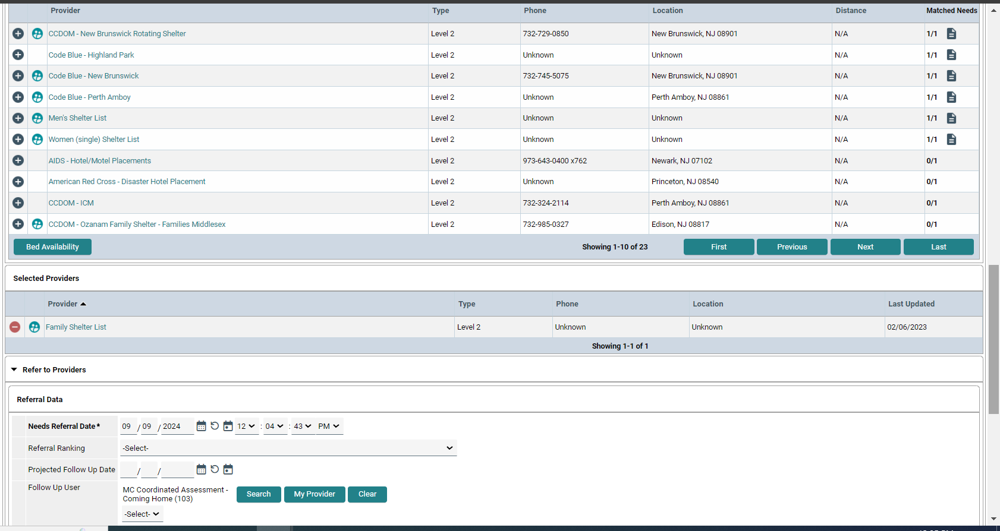 Provider Type Phone Location Distance Matched Needs
CCDOM - New Brunswick Rotating Shelter Level 2 732-729-0850 New Brunswick, NJ 08901 N/A 1/1
Code Blue - Highland Park Level 2 Unknown Unknown N/A 1/1
Code Blue - New Brunswick Level 2 732-745-5075 New Brunswick, NJ 08901 N/A 1/1
Code Blue - Perth Amboy Level 2 Unknown Perth Amboy, NJ 08861 N/A 1/1
Men's Shelter List Level 2 Unknown Unknown N/A 1/1
Women (single) Shelter List Level 2 Unknown Unknown N/A 1/1
AIDS - Hotel/Motel Placements Level 2 973-643-0400 x762 Newark, NJ 07102 N/A 0/1
American Red Cross - Disaster Hotel Placement Level 2 Unknown Princeton, NJ 08540 N/A 0/1
CCDOM - ICM Level 2 732-324-2114 Perth Amboy, NJ 08861 N/A 0/1
CCDOM - Ozanam Family Shelter - Families Middlesex Level 2 732-985-0327 Edison, NJ 08817 N/A 0/1
Bed Availability Showing 1-10 of 23 First Previous Next Last
Selected Providers
Provider Type Phone Location Last Updated
Family Shelter List Level 2 Unknown Unknown 02/06/2023
Showing 1-1 of 1
Refer to Providers
Referral Data
Needs Referral Date * 09 / 09 / 2024 12 : 04 : 43 PM
Referral Ranking -Select-
Projected Follow Up Date / /
Follow Up User MC Coordinated Assessment - Search My Provider Clear
Coming Home (103)
-Select-